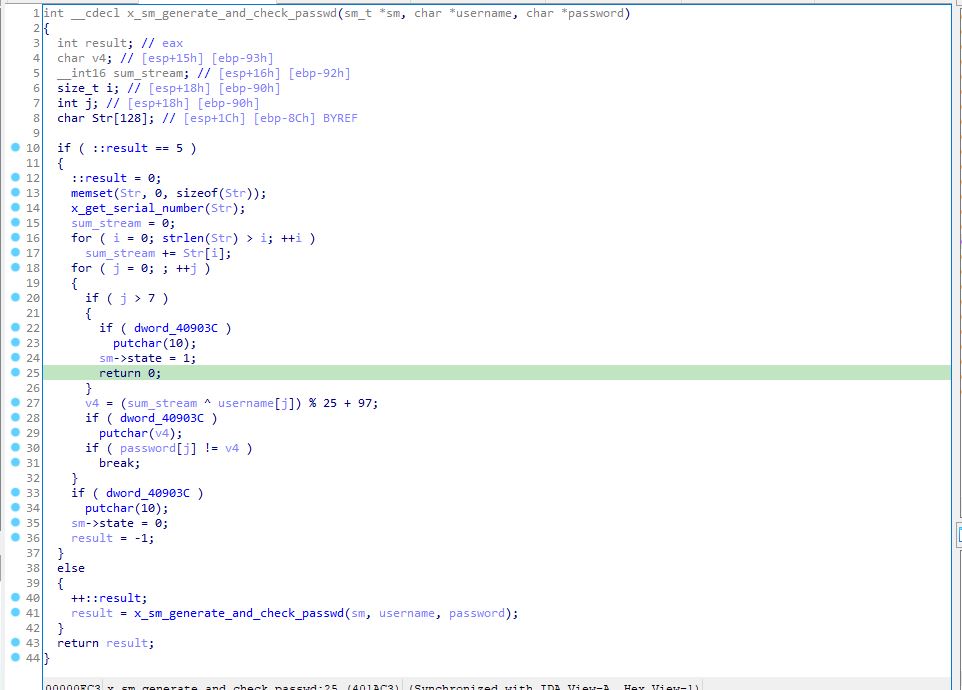 1 int __cdecl x_sm_generate_and_check_passwd(sm_t *sm, char *username, char *password)
2 {
3   int result; // eax
4   char v4; // [esp+15h] [ebp-93h]
5   __int16 sum_stream; // [esp+16h] [ebp-92h]
6   size_t i; // [esp+18h] [ebp-90h]
7   int j; // [esp+18h] [ebp-90h]
8   char Str[128]; // [esp+1Ch] [ebp-8Ch] BYREF
9
10   if ( ::result == 5 )
11   {
12     ::result = 0;
13     memset(Str, 0, sizeof(Str));
14     x_get_serial_number(Str);
15     sum_stream = 0;
16     for ( i = 0; strlen(Str) > i; ++i )
17       sum_stream += Str[i];
18     for ( j = 0; ; ++j )
19     {
20       if ( j > 7 )
21       {
22         if ( dword_40903C )
23           putchar(10);
24         sm->state = 1;
25         return 0;
26       }
27       v4 = (sum_stream ^ username[j]) % 25 + 97;
28       if ( dword_40903C )
29         putchar(v4);
30       if ( password[j] != v4 )
31         break;
32     }
33     if ( dword_40903C )
34       putchar(10);
35     sm->state = 0;
36     result = -1;
37   }
38   else
39   {
40     ++::result;
41     result = x_sm_generate_and_check_passwd(sm, username, password);
42   }
43   return result;
44 }
00000EC3 x_sm_generate_and_check_passwd:25 (401AC3) (Synchronized with IDA View-A, Hex View-1)